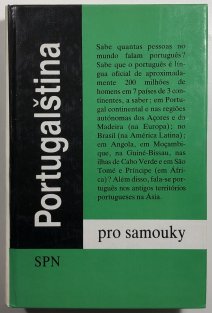 Portugalština
Sabe quantas pessoas no
mundo falam português?
Sabe que o português é lín-
gua oficial de aproximada-
mente 200 milhões de
homens em 7 países de 3 con-
tinentes, a saber; em Portu-
gal continental e nas regiões
autónomas dos Açores e da
Madeira (na Europa); no
Brasil (na América Latina);
em Angola, em Moçambi-
que, na Guiné-Bissau, nas
ilhas de Cabo Verde e em São
Tomé e Príncipe (em Áfri-
ca)? Além disso, fala-se por-
tuguês nos antigos territórios
portugueses na Ásia.
pro samouky
SPN